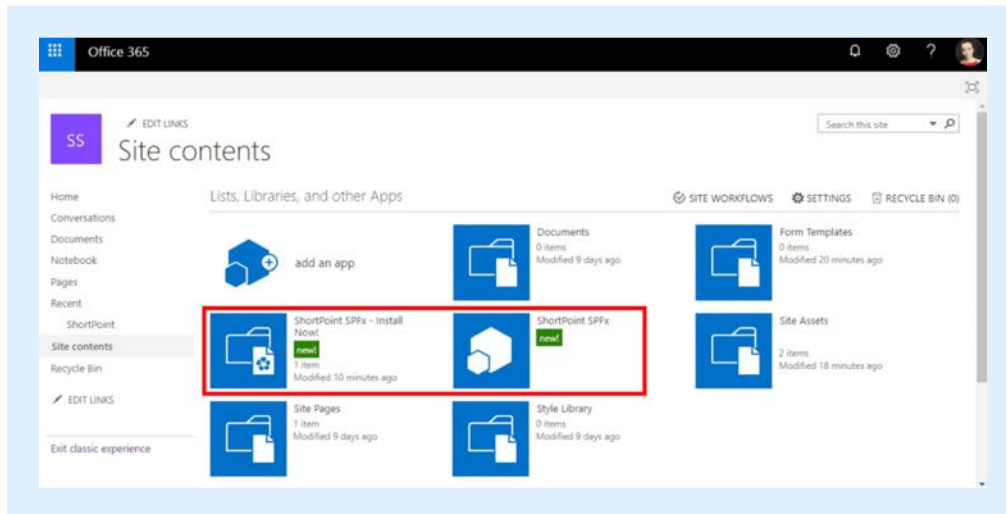 Office 365
?
EDIT LINKS
SS
Site contents
Search this site
Home
Conversations
Documents
Notebook
Pages
Recent
ShortPoint
Site contents
Recycle Bin
EDIT LINKS
Exit classic experience
Lists, Libraries, and other Apps
SITE WORKFLOWS
SETTINGS
RECYCLE BIN (0)
add an app
Documents
0 items
Modified 9 days ago
Form Templates
0 items
Modified 20 minutes ago
ShortPoint SPFx - Install
Now!
new!
1 item
Modified 10 minutes ago
ShortPoint SPFx
new!
Site Assets
2 items
Modified 18 minutes ago
Site Pages
1 item
Modified 9 days ago
Style Library
0 items
Modified 9 days ago